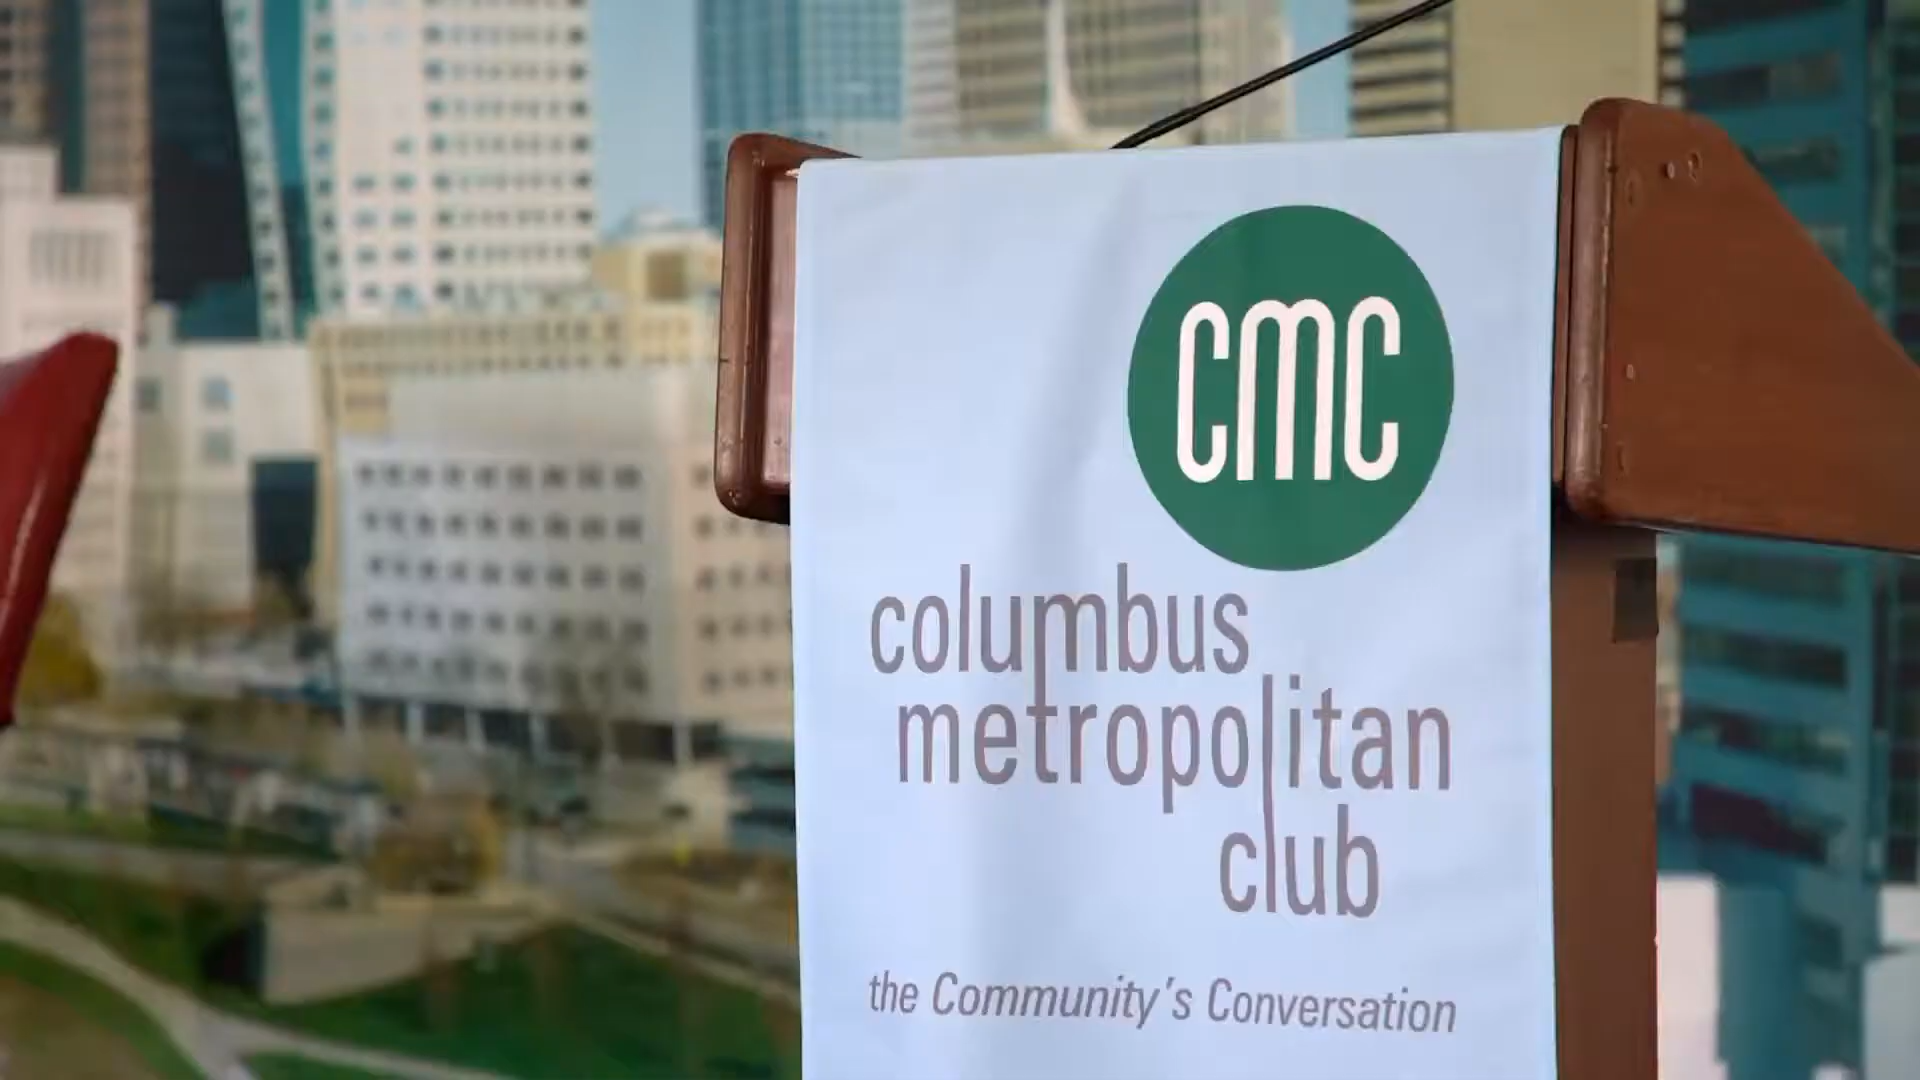 cmc
columbus
metropolitan
club
the Community's Conversation